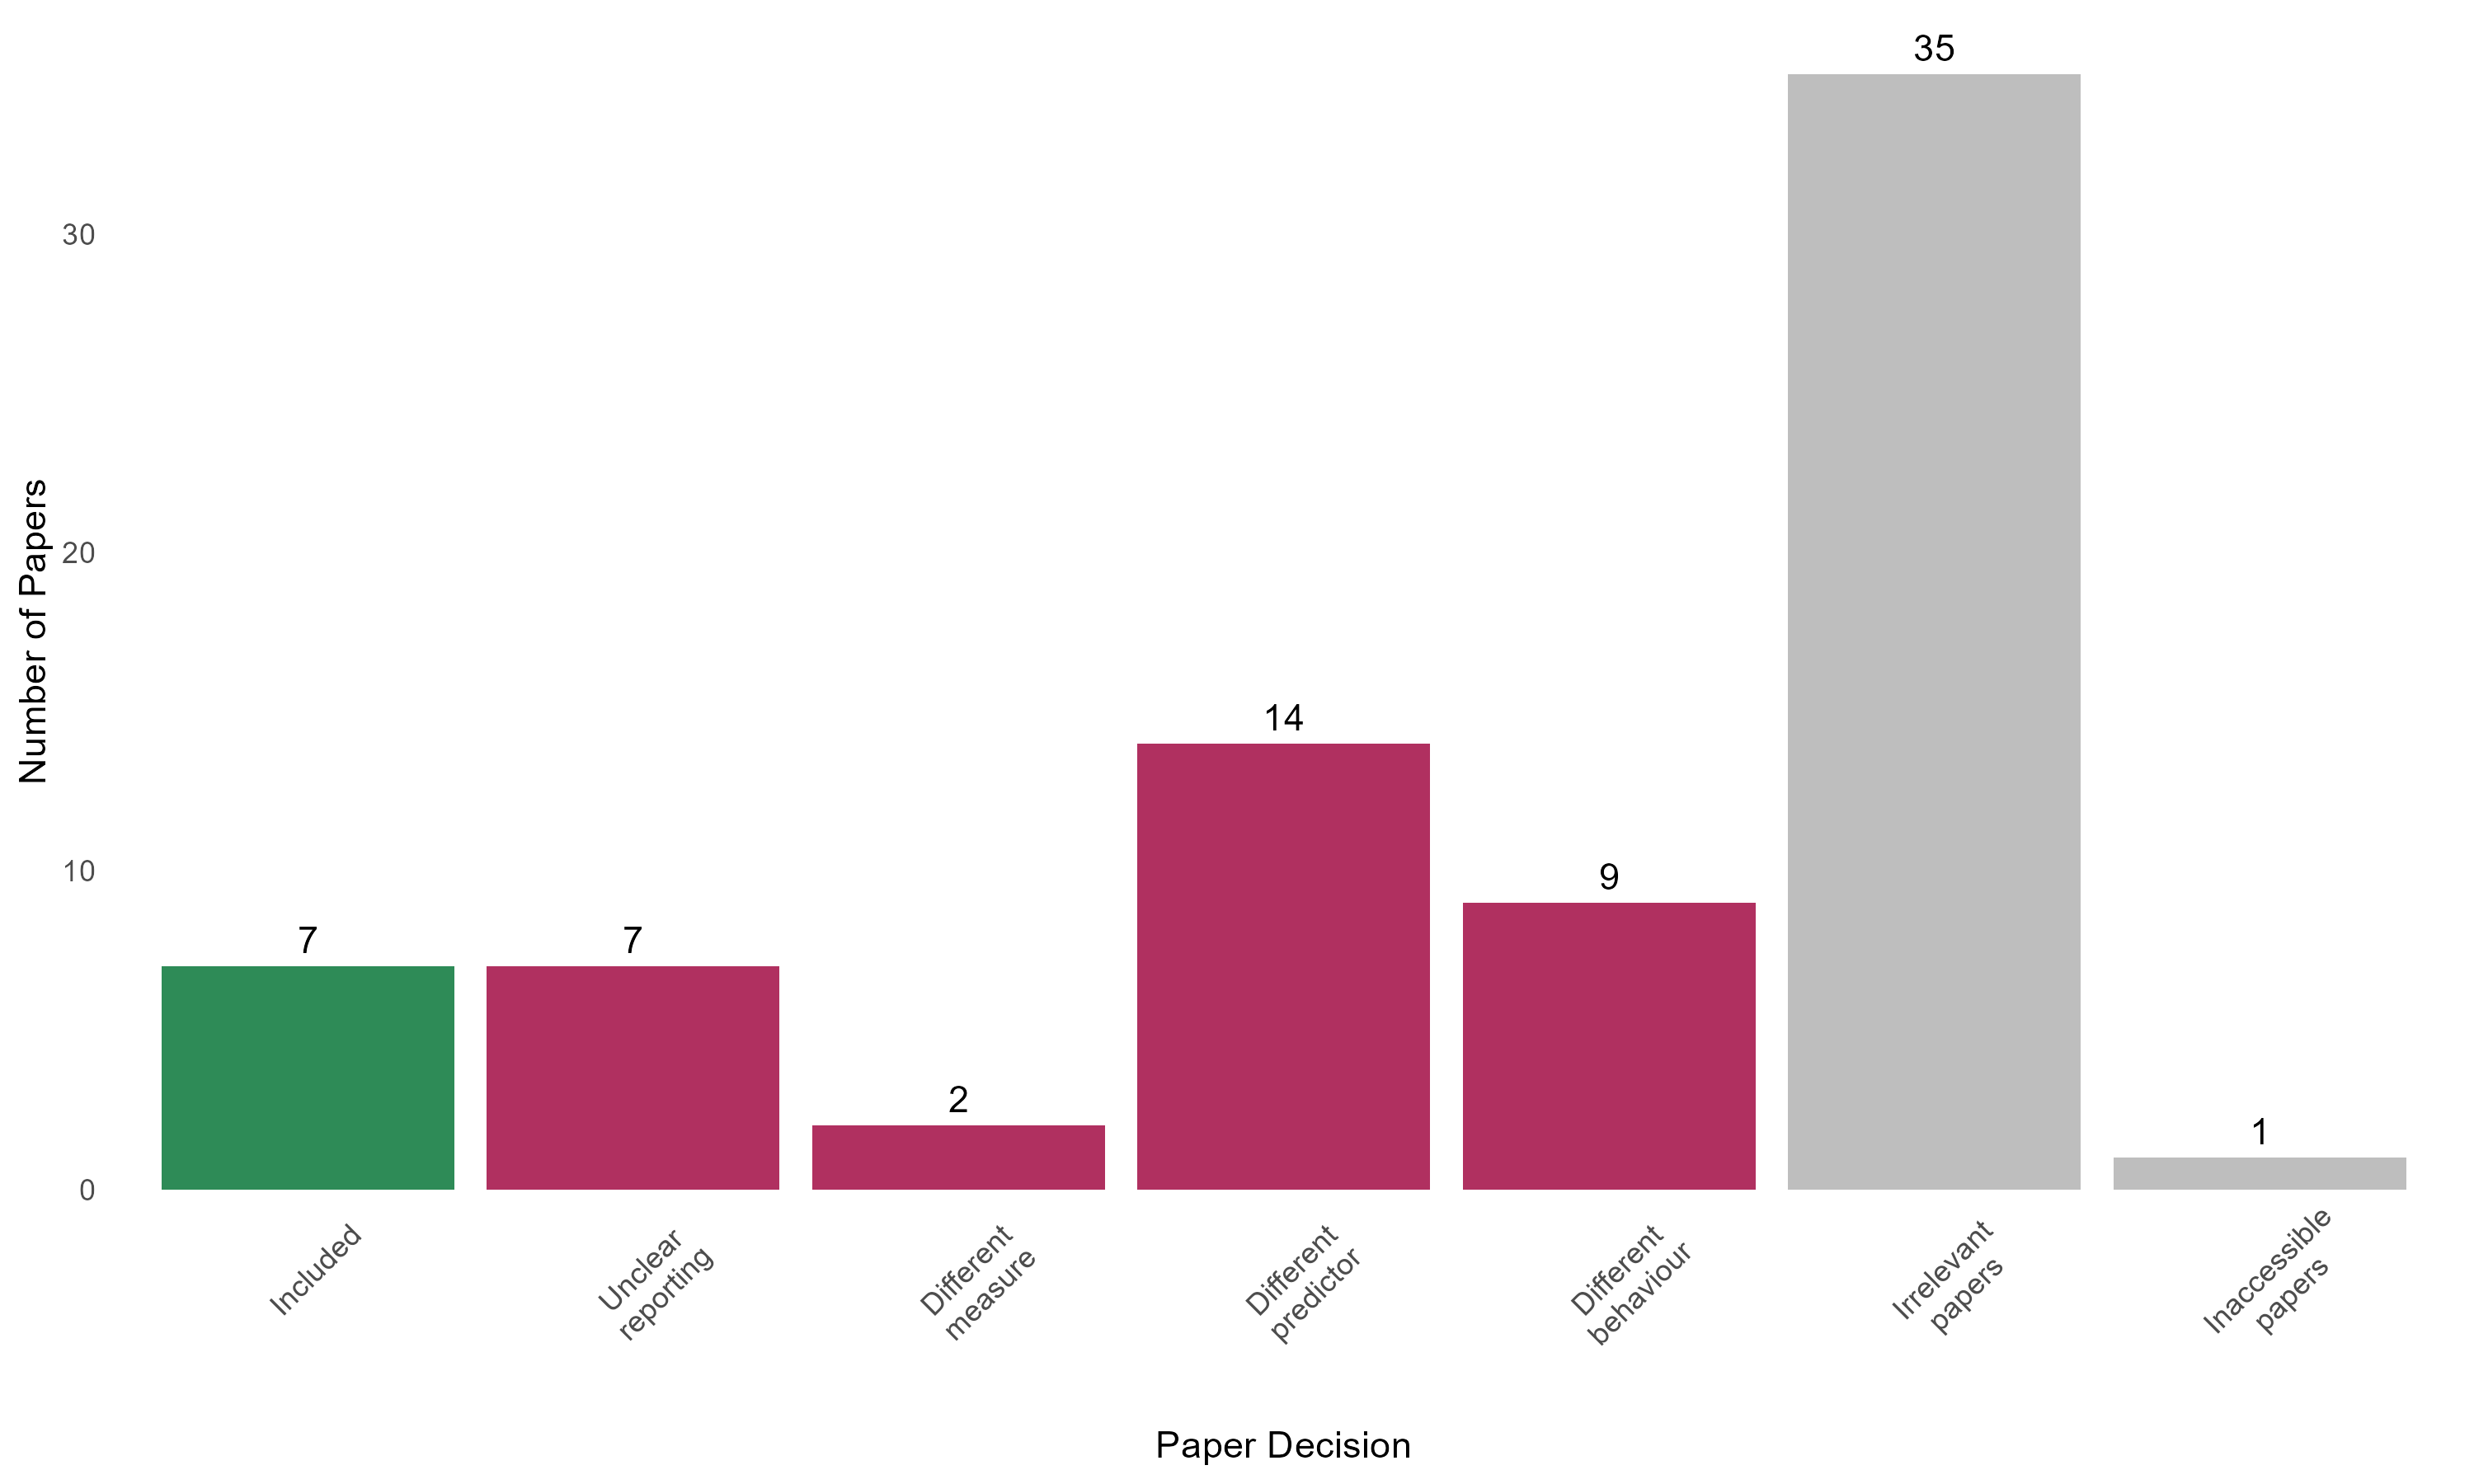 35
30
Number of Papers
20
14
10
9
7
7
2
1
0
Included
Unclear
reporting
Different
measure
Different
predictor
Different
behaviour
Irrelevant
papers
Inaccessible
papers
Paper Decision